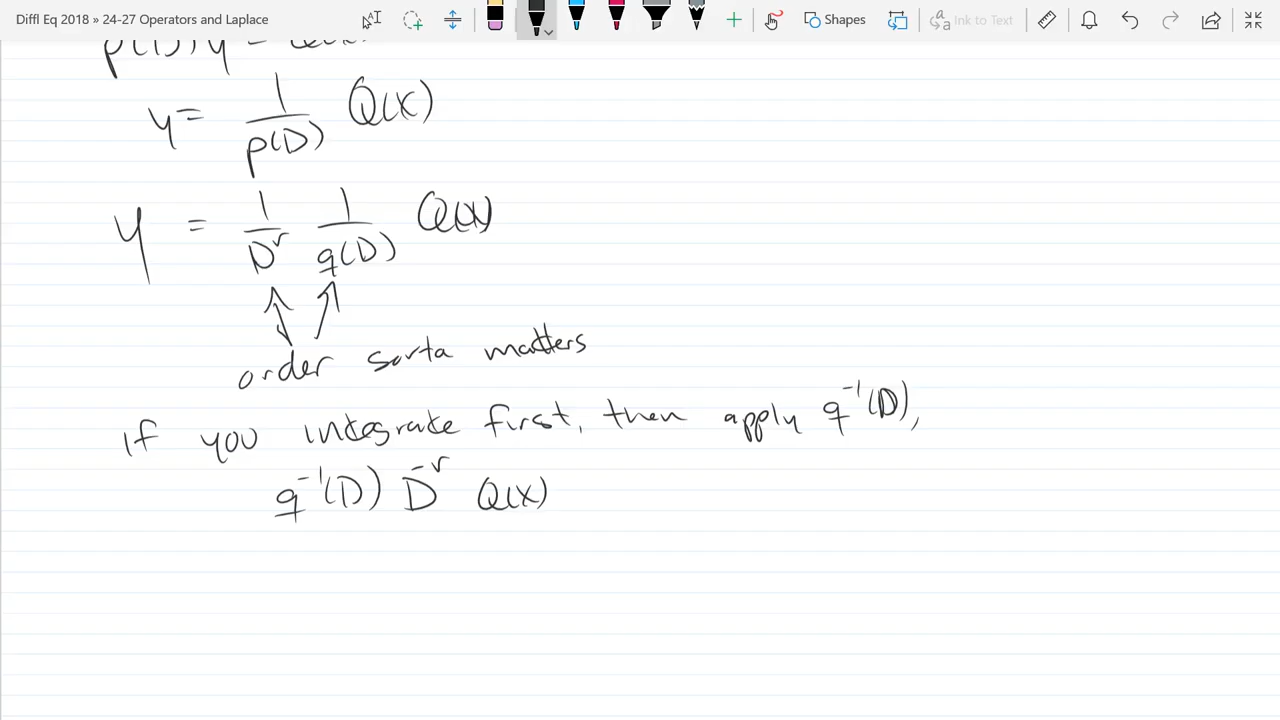 Diffl Eq 2018 » 24-27 Operators and Laplace
Shapes
Ink to Text
p(D)y = Q(x)
y = 1/p(D) Q(x)
y = 1/D^r 1/q(D) Q(x)
order sorta matters
If you integrate first, then apply q^-1(D),
q^-1(D) D^-r Q(x)